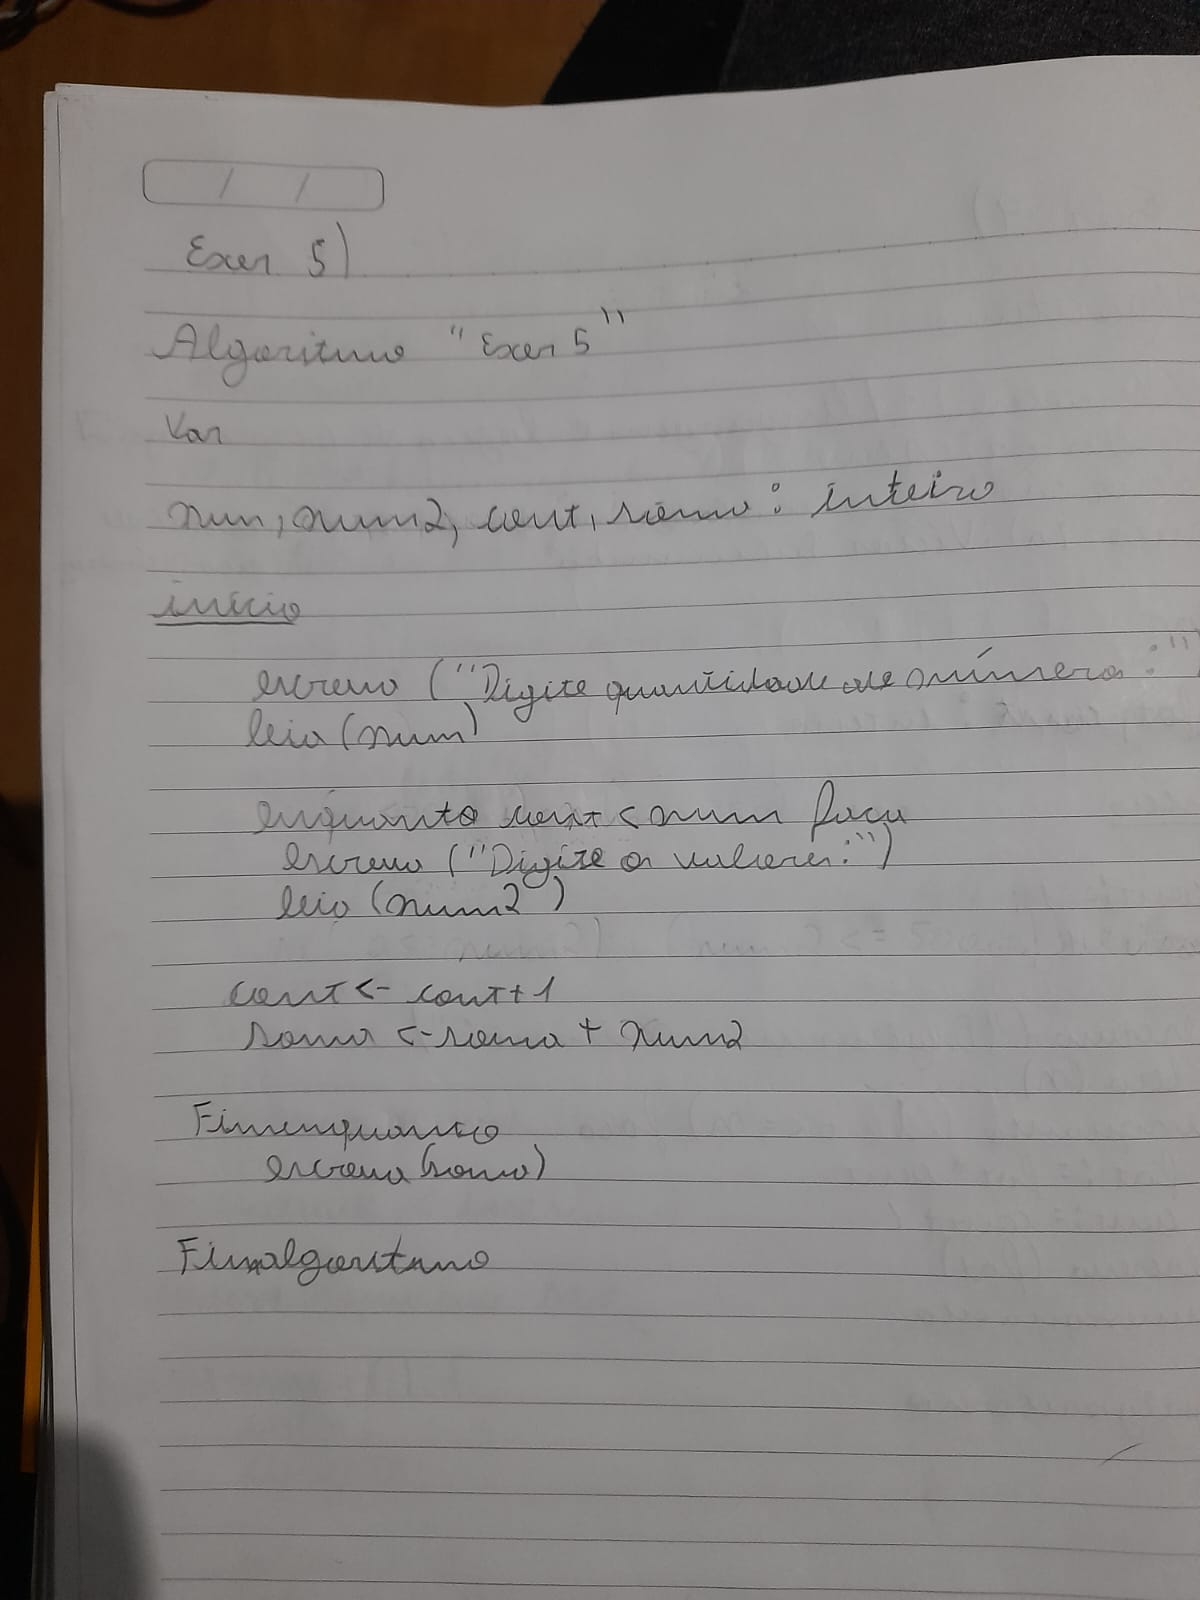 / /
Exer 5)
Algoritmo "Exer 5"
Var
num, num2, cont, soma: inteiro
inicio
escreva ("Digite quantidade de números:"
leia (num)
enquanto cont < num faca
escreva ("Digite os valores:")
leia (num2)
cont <- cont + 1
soma <- soma + num2
Fimenquanto
escreva (soma)
Fimalgoritmo